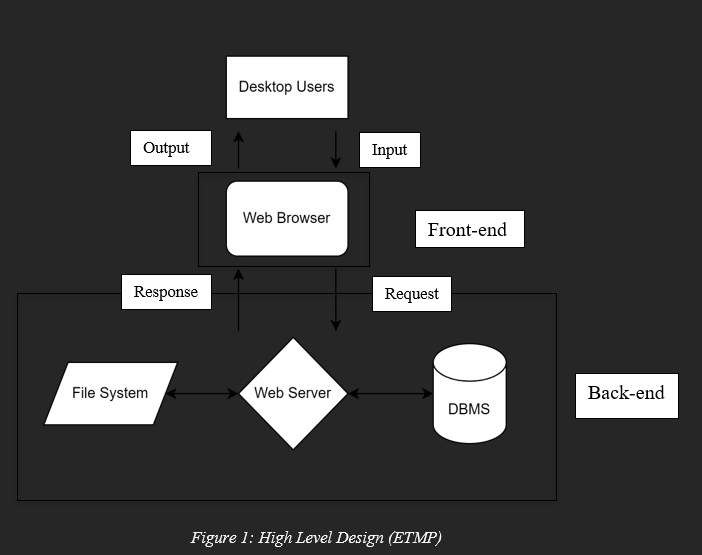 Desktop Users
Output
Input
Web Browser
Front-end
Response
Request
File System
Web Server
DBMS
Back-end
Figure 1: High Level Design (ETMP)